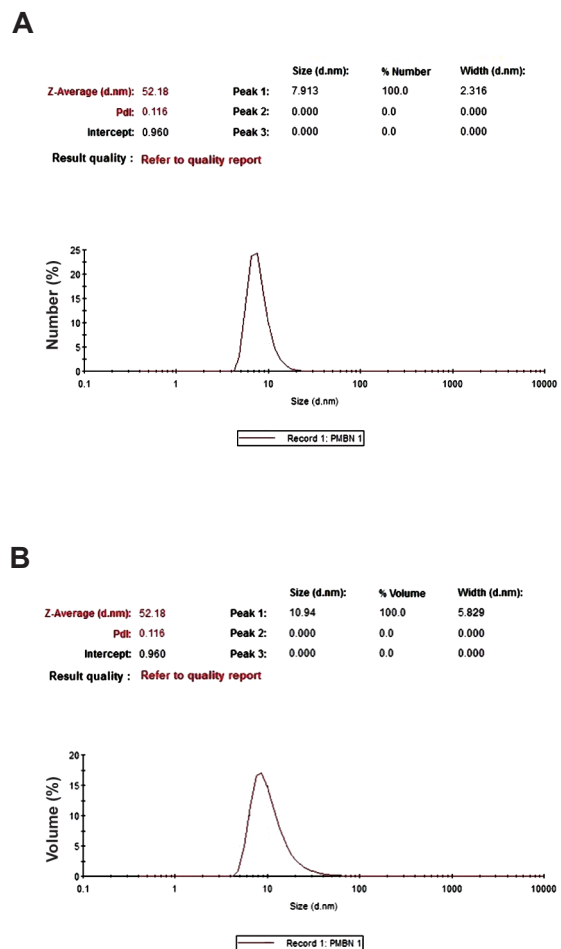 A
Size (d.nm): % Number Width (d.nm):
Z-Average (d.nm): 52.18 Peak 1: 7.913 100.0 2.316
PdI: 0.116 Peak 2: 0.000 0.0 0.000
Intercept: 0.960 Peak 3: 0.000 0.0 0.000
Result quality : Refer to quality report
25
20
15
10
5
0
Number (%)
0.1 1 10 100 1000 10000
Size (d.nm)
Record 1: PMBN 1
B
Size (d.nm): % Volume Width (d.nm):
Z-Average (d.nm): 52.18 Peak 1: 10.94 100.0 5.829
PdI: 0.116 Peak 2: 0.000 0.0 0.000
Intercept: 0.960 Peak 3: 0.000 0.0 0.000
Result quality : Refer to quality report
20
15
10
5
0
Volume (%)
0.1 1 10 100 1000 10000
Size (d.nm)
Record 1: PMBN 1